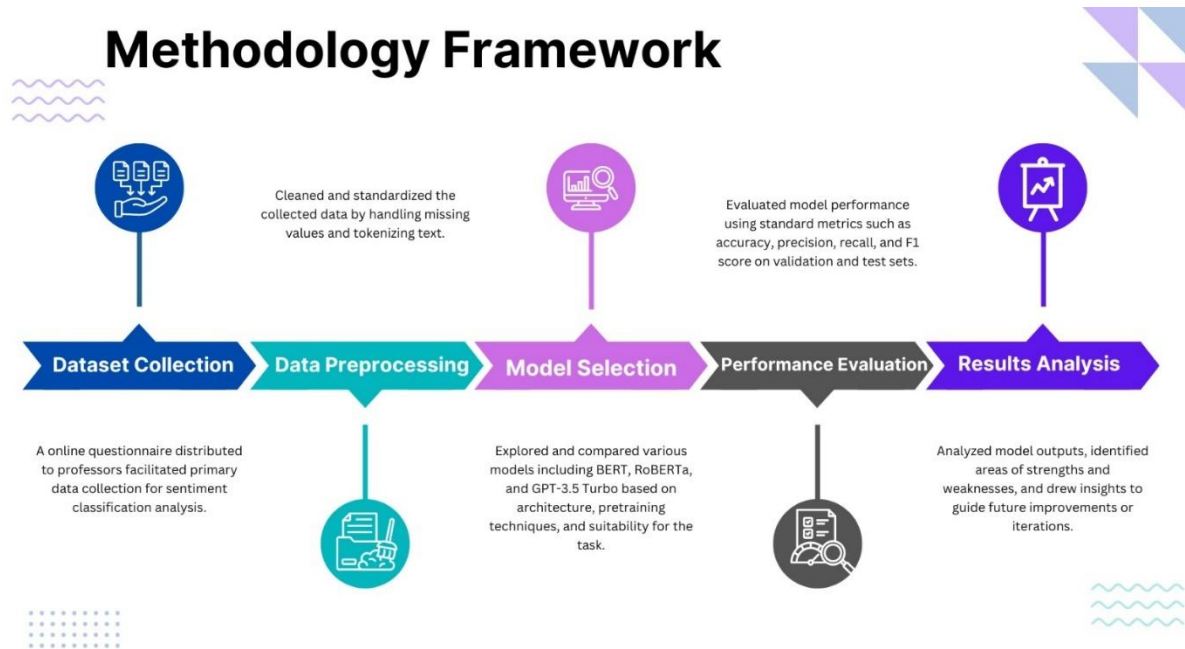 Methodology Framework
Cleaned and standardized the
collected data by handling missing
values and tokenizing text.
Evaluated model performance
using standard metrics such as
accuracy, precision, recall, and F1
score on validation and test sets.
Dataset Collection
Data Preprocessing
Model Selection
Performance Evaluation
Results Analysis
A online questionnaire distributed
to professors facilitated primary
data collection for sentiment
classification analysis.
Explored and compared various
models including BERT, RoBERTa,
and GPT-3.5 Turbo based on
architecture, pretraining
techniques, and suitability for the
task.
Analyzed model outputs, identified
areas of strengths and
weaknesses, and drew insights to
guide future improvements or
iterations.